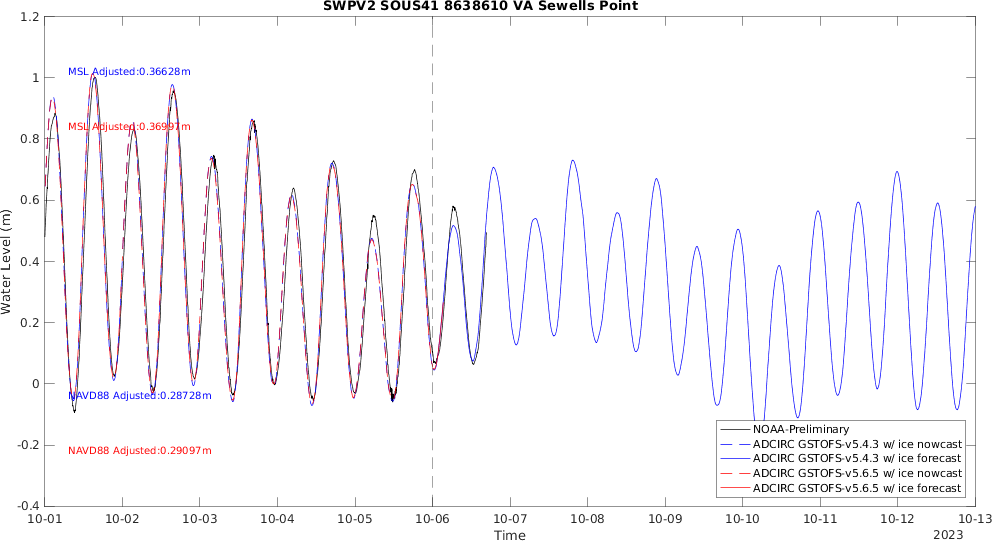 SWPV2 SOUS41 8638610 VA Sewells Point
1.2
1
0.8
0.6
0.4
0.2
0
-0.2
-0.4
Water Level (m)
MSL Adjusted:0.36628m
MSL Adjusted:0.36997m
NAVD88 Adjusted:0.28728m
NAVD88 Adjusted:0.29097m
NOAA-Preliminary
ADCIRC GSTOFS-v5.4.3 w/ ice nowcast
ADCIRC GSTOFS-v5.4.3 w/ ice forecast
ADCIRC GSTOFS-v5.6.5 w/ ice nowcast
ADCIRC GSTOFS-v5.6.5 w/ ice forecast
10-01 10-02 10-03 10-04 10-05 10-06 10-07 10-08 10-09 10-10 10-11 10-12 10-13
Time
2023